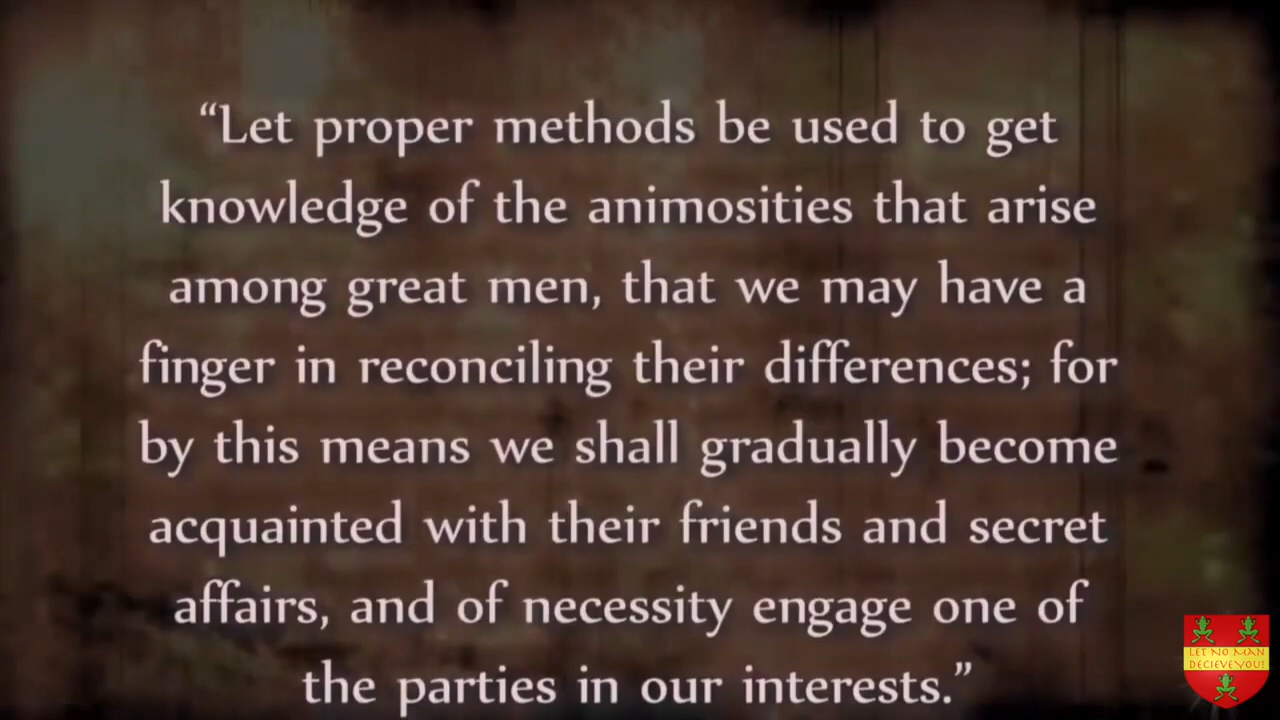 “Let proper methods be used to get
knowledge of the animosities that arise
among great men, that we may have a
finger in reconciling their differences; for
by this means we shall gradually become
acquainted with their friends and secret
affairs, and of necessity engage one of
the parties in our interests.”
LET NO MAN
DECIEVE YOU!